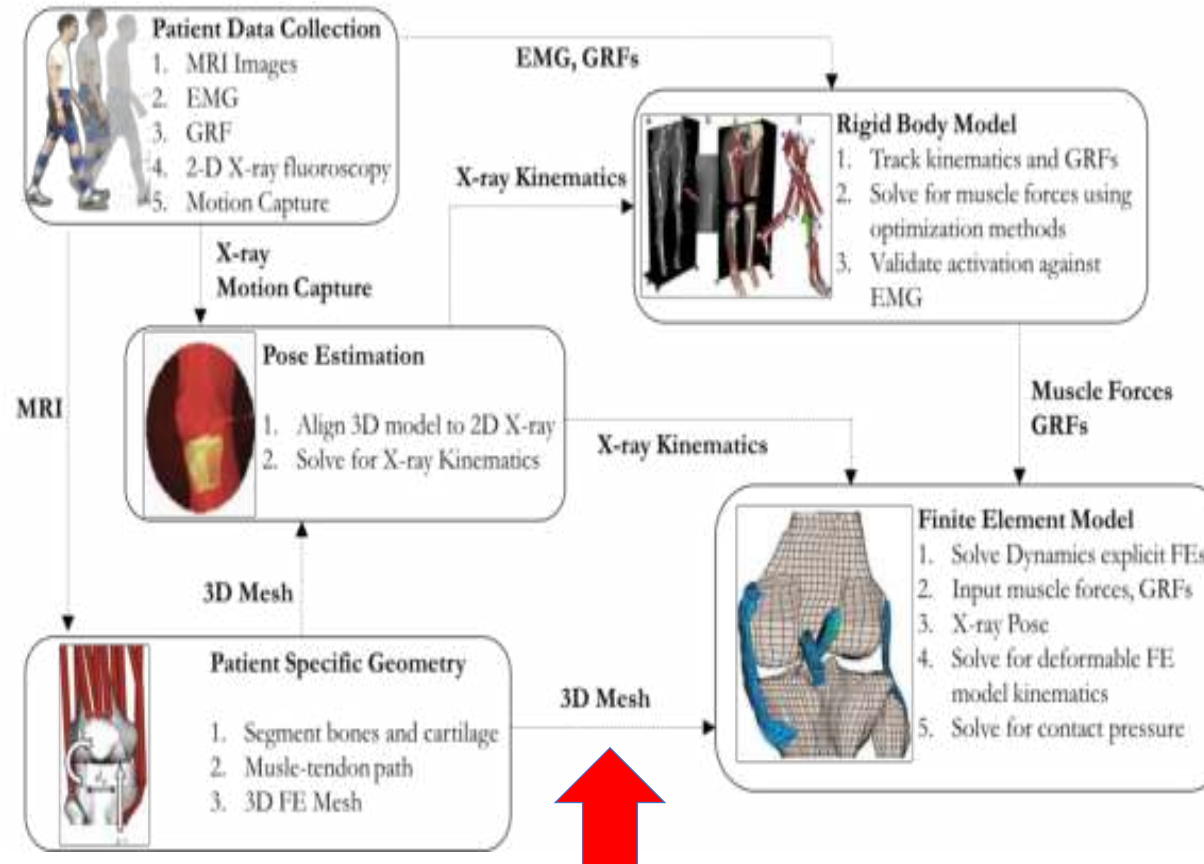 Patient Data Collection
1. MRI Images
2. EMG
3. GRF
4. 2-D X-ray fluoroscopy
5. Motion Capture
EMG, GRFs
Rigid Body Model
1. Track kinematics and GRFs
2. Solve for muscle forces using
optimization methods
3. Validate activation against
EMG
X-ray Kinematics
X-ray
Motion Capture
MRI
Pose Estimation
1. Align 3D model to 2D X-ray
2. Solve for X-ray Kinematics
X-ray Kinematics
Muscle Forces
GRFs
3D Mesh
Finite Element Model
1. Solve Dynamics explicit FEs
2. Input muscle forces, GRFs
3. X-ray Pose
4. Solve for deformable FE
model kinematics
5. Solve for contact pressure
Patient Specific Geometry
1. Segment bones and cartilage
2. Musle-tendon path
3. 3D FE Mesh
3D Mesh